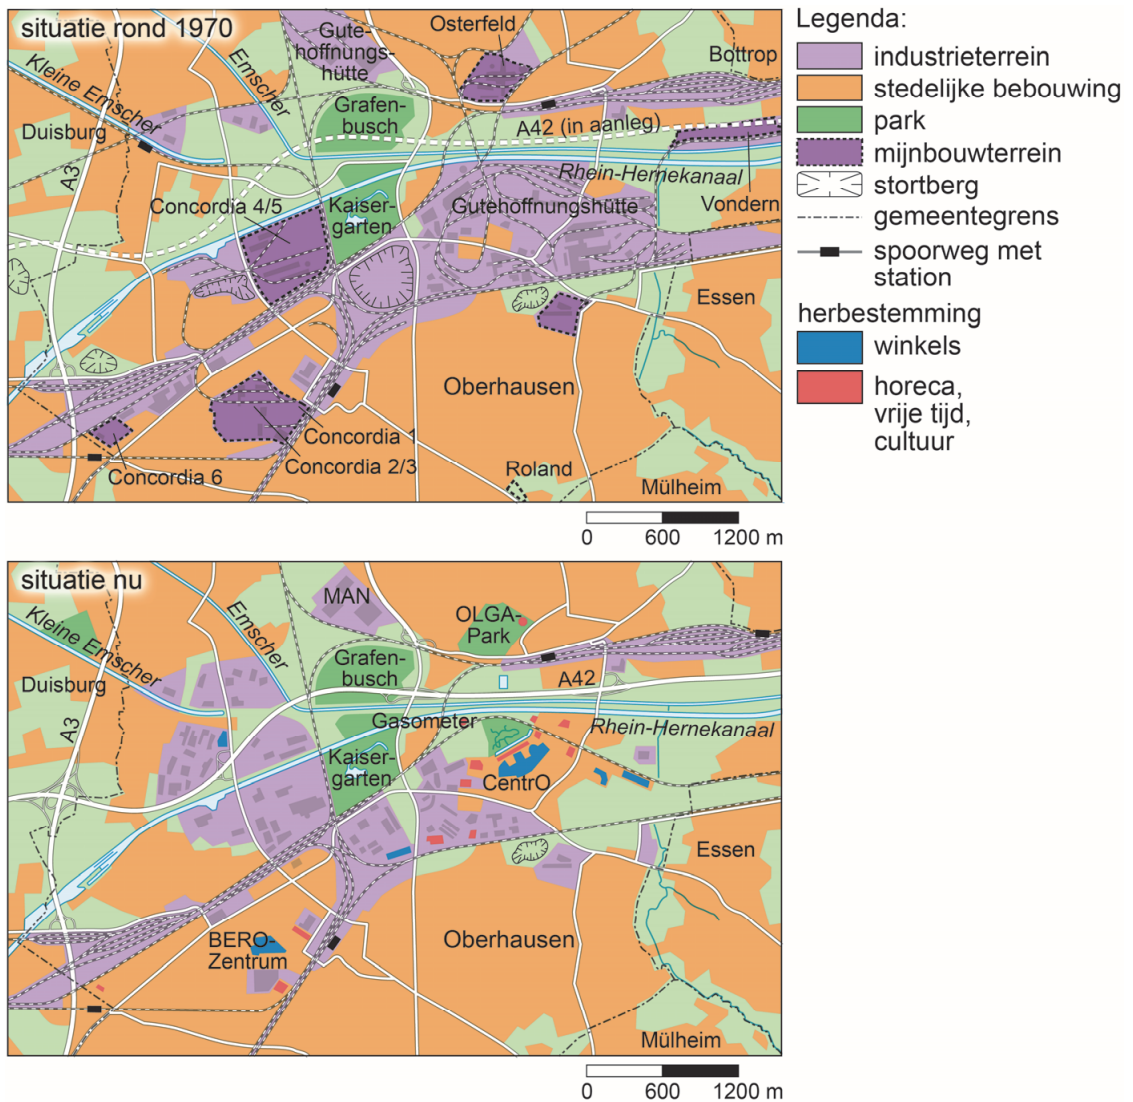 situatie rond 1970
Gute-
hoffnungs-
hütte
Osterfeld
Bottrop
Kleine Emscher
Emscher
Grafen-
busch
A42 (in aanleg)
Duisburg
A3
Rhein-Hernekanaal
Concordia 4/5
Kaiser-
garten
Gutehoffnungshütte
Vondern
Essen
Oberhausen
Concordia 1
Concordia 2/3
Concordia 6
Roland
Mülheim
0 600 1200 m
Legenda:
industrieterrein
stedelijke bebouwing
park
mijnbouwterrein
stortberg
gemeentegrens
spoorweg met
station
herbestemming
winkels
horeca,
vrije tijd,
cultuur
situatie nu
MAN
OLGA-
Park
Kleine Emscher
Emscher
Grafen-
busch
A42
Duisburg
A3
Gasometer
Rhein-Hernekanaal
Kaiser-
garten
CentrO
Essen
BERO-
Zentrum
Oberhausen
Mülheim
0 600 1200 m